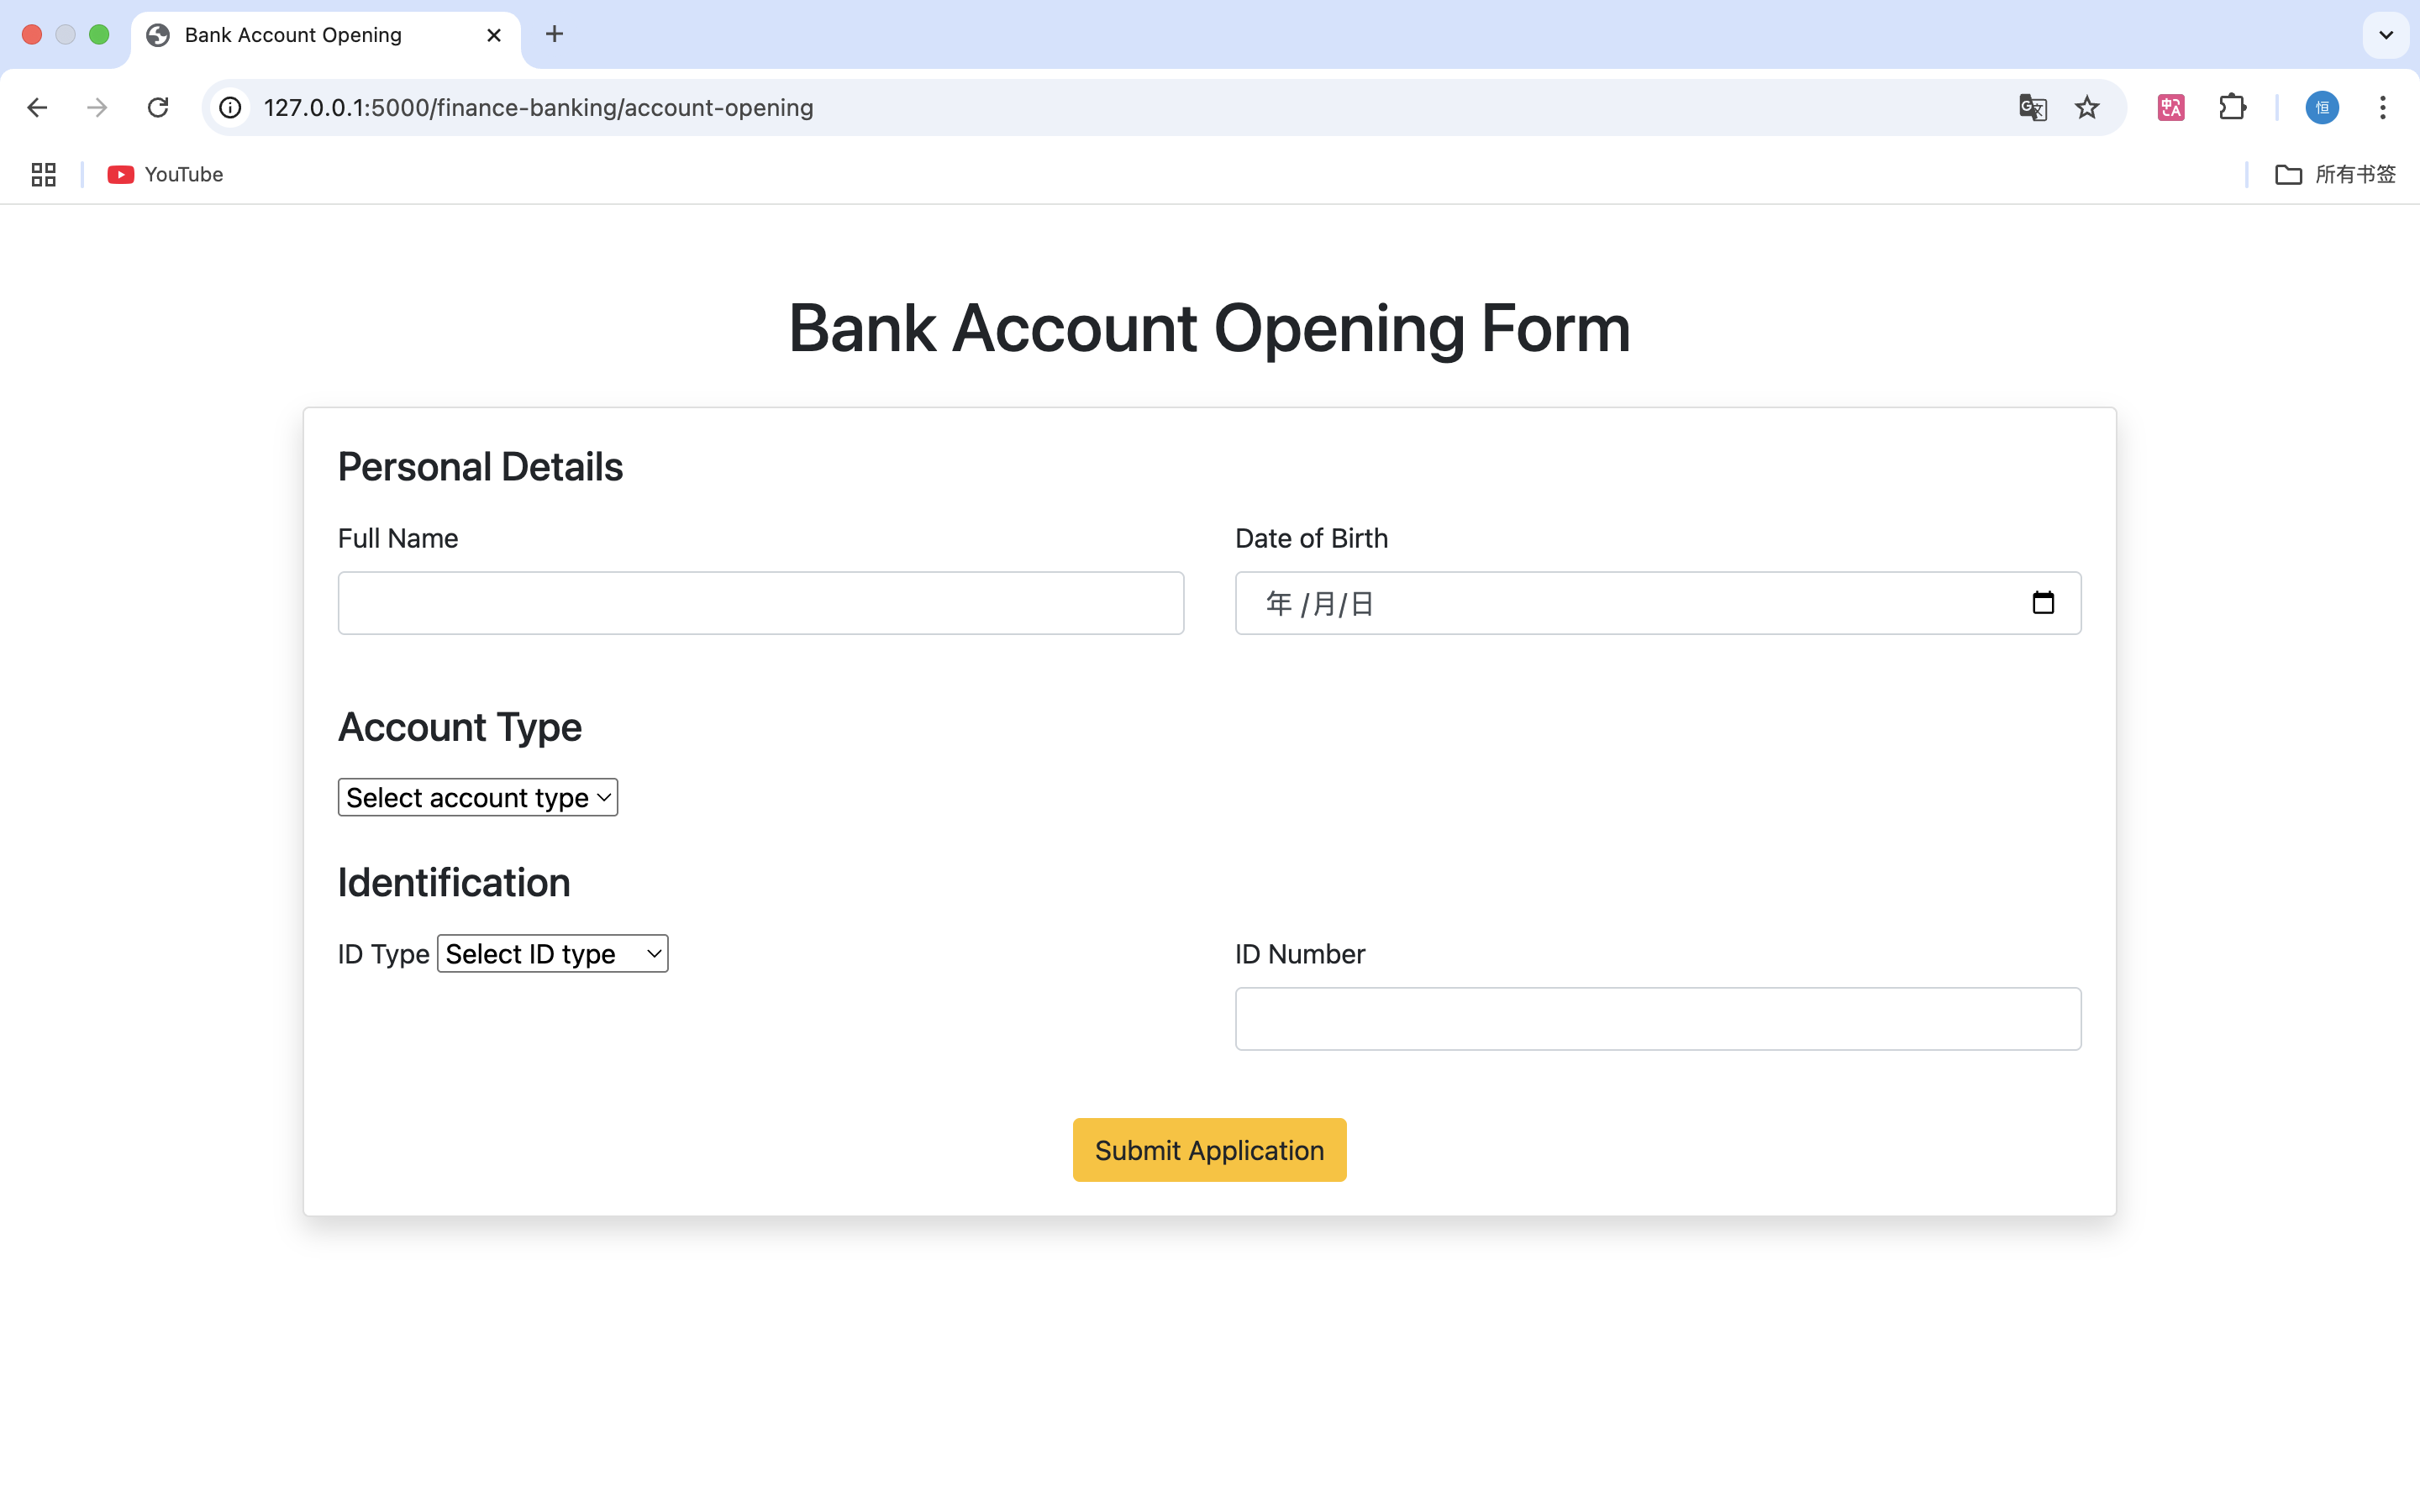 Bank Account Opening
127.0.0.1:5000/finance-banking/account-opening
恒
YouTube
所有书签
Bank Account Opening Form
Personal Details
Full Name
Date of Birth
年 /月/日
Account Type
Select account type
Identification
ID Type Select ID type
ID Number
Submit Application